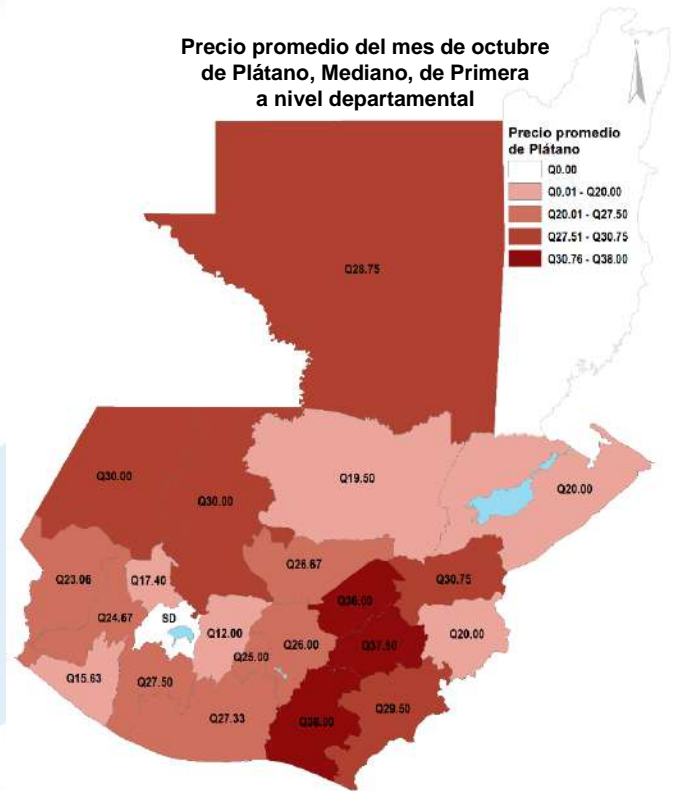 Precio promedio del mes de octubre
de Plátano, Mediano, de Primera
a nivel departamental
Precio promedio
de Plátano
Q0.00
Q0.01 - Q20.00
Q20.01 - Q27.50
Q27.51 - Q30.75
Q30.76 - Q38.00
Q28.75
Q30.00
Q30.00
Q19.50
Q20.00
Q23.06
Q17.40
Q26.67
Q30.75
Q36.00
Q24.67
SD
Q12.00
Q26.00
Q37.50
Q20.00
Q25.00
Q15.63
Q27.50
Q27.33
Q38.00
Q29.50